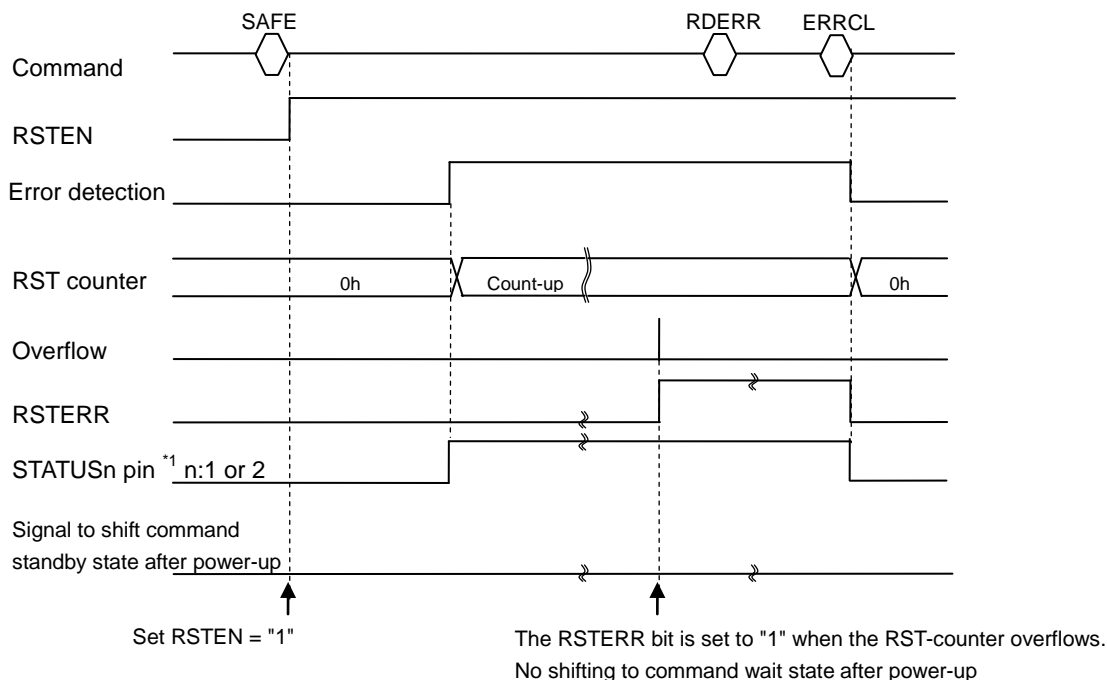 SAFE RDERR ERRCL
Command
RSTEN
Error detection
RST counter 0h Count-up 0h
Overflow
RSTERR
STATUSn pin *1 n:1 or 2
Signal to shift command
standby state after power-up
Set RSTEN = "1"
The RSTERR bit is set to "1" when the RST-counter overflows.
No shifting to command wait state after power-up